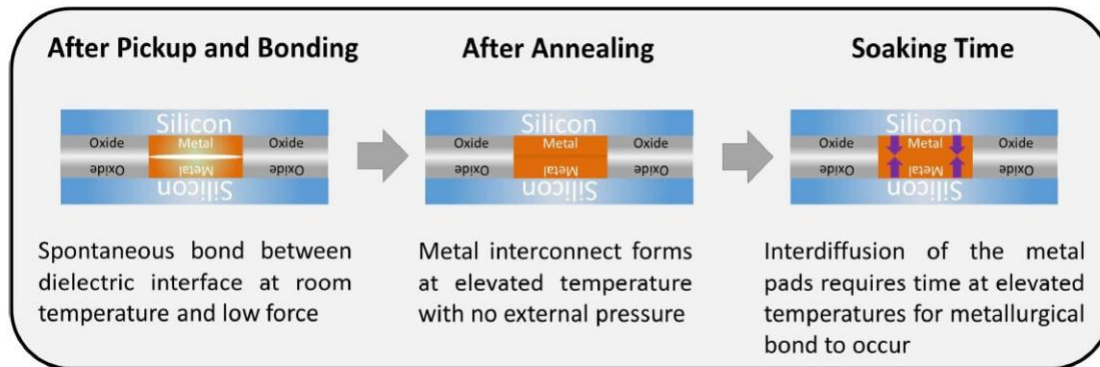 After Pickup and Bonding
After Annealing
Soaking Time
Silicon
Oxide Metal Oxide
Oxide Metal Oxide
Silicon
Silicon
Oxide Metal Oxide
Oxide Metal Oxide
Silicon
Silicon
Oxide Metal Oxide
Oxide Metal Oxide
Silicon
Spontaneous bond between
dielectric interface at room
temperature and low force
Metal interconnect forms
at elevated temperature
with no external pressure
Interdiffusion of the metal
pads requires time at elevated
temperatures for metallurgical
bond to occur